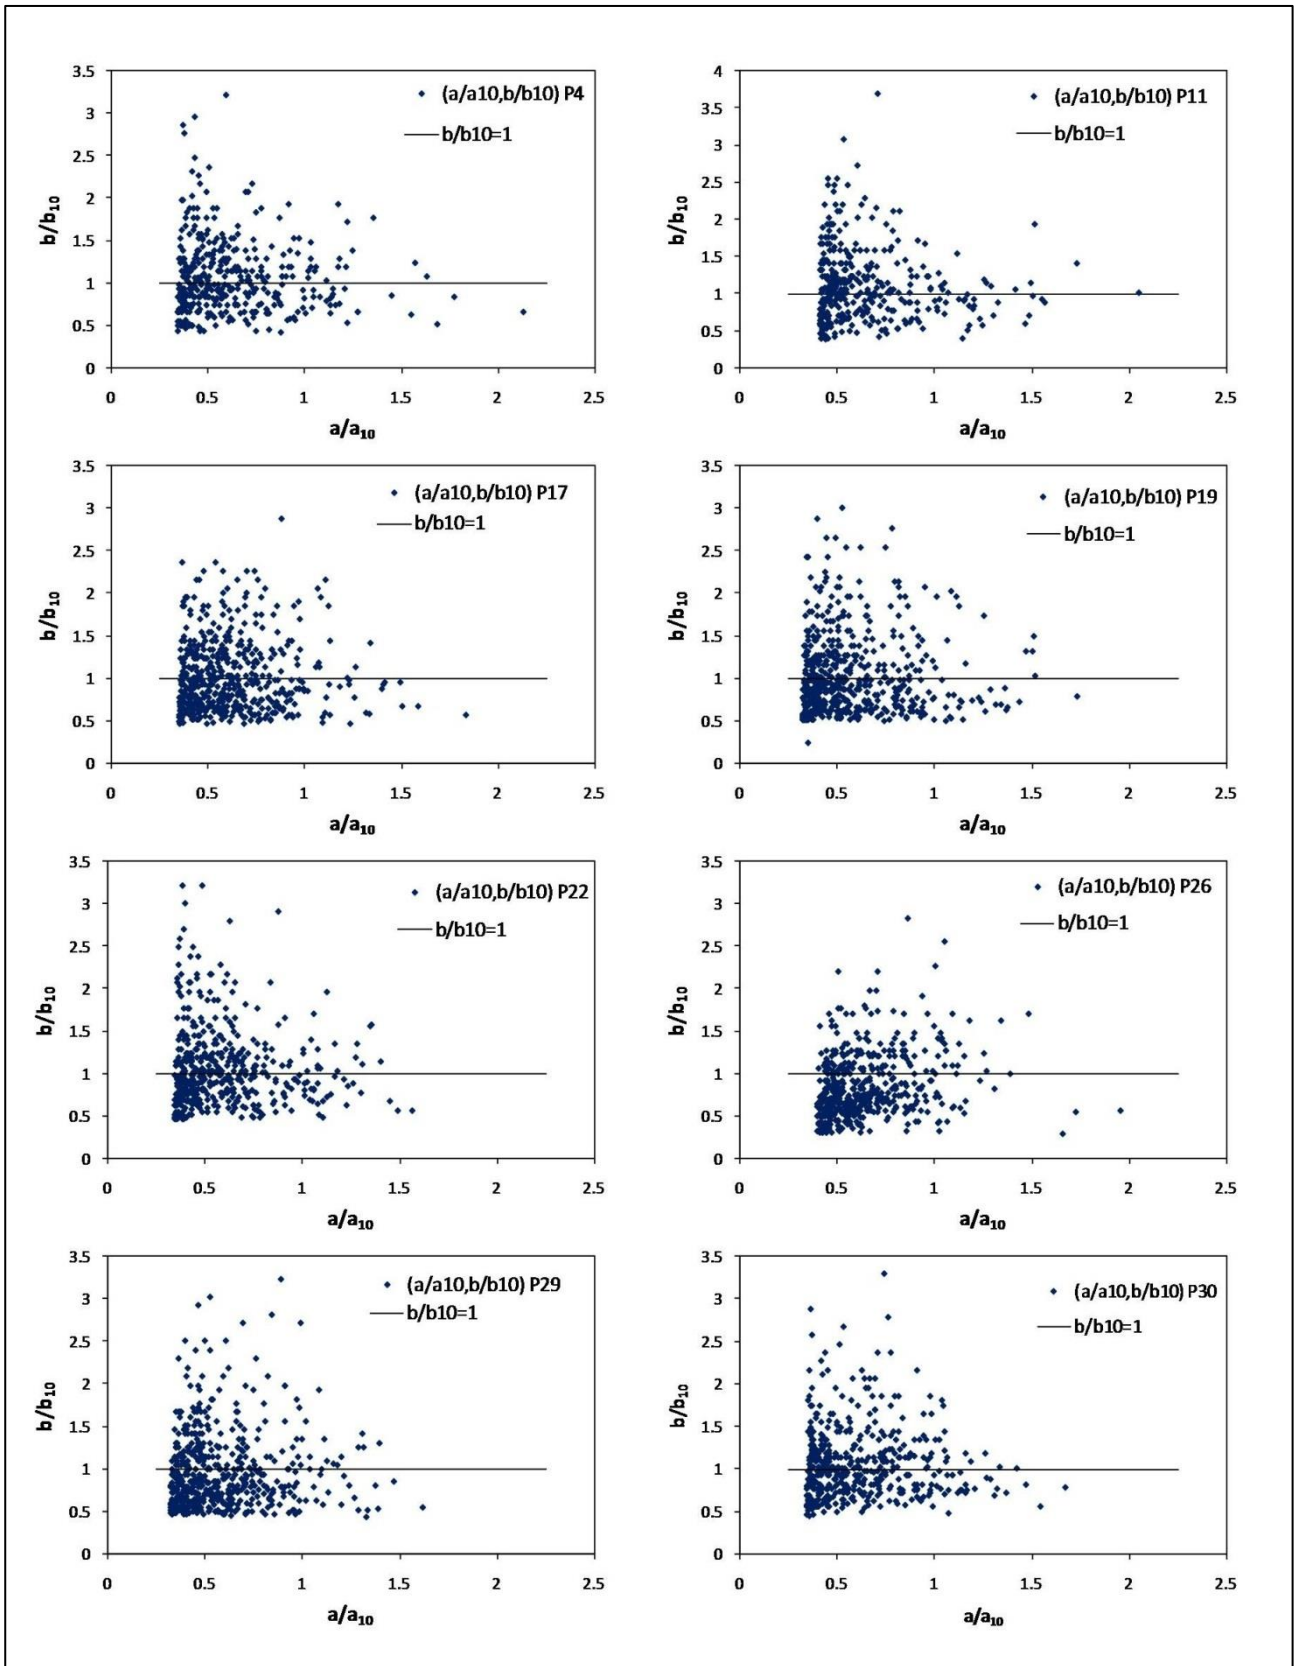 3.5
3
2.5
2
1.5
1
0.5
0
b/b10
(a/a10,b/b10) P4
b/b10=1
0 0.5 1 1.5 2 2.5
a/a10
4
3.5
3
2.5
2
1.5
1
0.5
0
b/b10
(a/a10,b/b10) P11
b/b10=1
0 0.5 1 1.5 2 2.5
a/a10
3.5
3
2.5
2
1.5
1
0.5
0
b/b10
(a/a10,b/b10) P17
b/b10=1
0 0.5 1 1.5 2 2.5
a/a10
3.5
3
2.5
2
1.5
1
0.5
0
b/b10
(a/a10,b/b10) P19
b/b10=1
0 0.5 1 1.5 2 2.5
a/a10
3.5
3
2.5
2
1.5
1
0.5
0
b/b10
(a/a10,b/b10) P22
b/b10=1
0 0.5 1 1.5 2 2.5
a/a10
3.5
3
2.5
2
1.5
1
0.5
0
b/b10
(a/a10,b/b10) P26
b/b10=1
0 0.5 1 1.5 2 2.5
a/a10
3.5
3
2.5
2
1.5
1
0.5
0
b/b10
(a/a10,b/b10) P29
b/b10=1
0 0.5 1 1.5 2 2.5
a/a10
3.5
3
2.5
2
1.5
1
0.5
0
b/b10
(a/a10,b/b10) P30
b/b10=1
0 0.5 1 1.5 2 2.5
a/a10